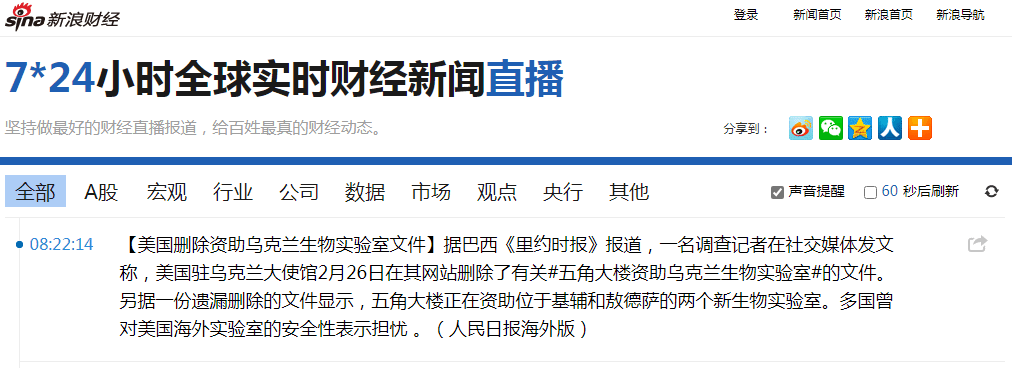 sina 新浪财经
登录 新闻首页 新浪首页 新浪导航
7*24小时全球实时财经新闻直播
坚持做最好的财经直播报道，给百姓最真的财经动态。
分享到：
全部 A股 宏观 行业 公司 数据 市场 观点 央行 其他 声音提醒 60 秒后刷新
08:22:14 【美国删除资助乌克兰生物实验室文件】据巴西《里约时报》报道，一名调查记者在社交媒体发文
称，美国驻乌克兰大使馆2月26日在其网站删除了有关#五角大楼资助乌克兰生物实验室#的文件。
另据一份遗漏删除的文件显示，五角大楼正在资助位于基辅和敖德萨的两个新生物实验室。多国曾
对美国海外实验室的安全性表示担忧 。（人民日报海外版）